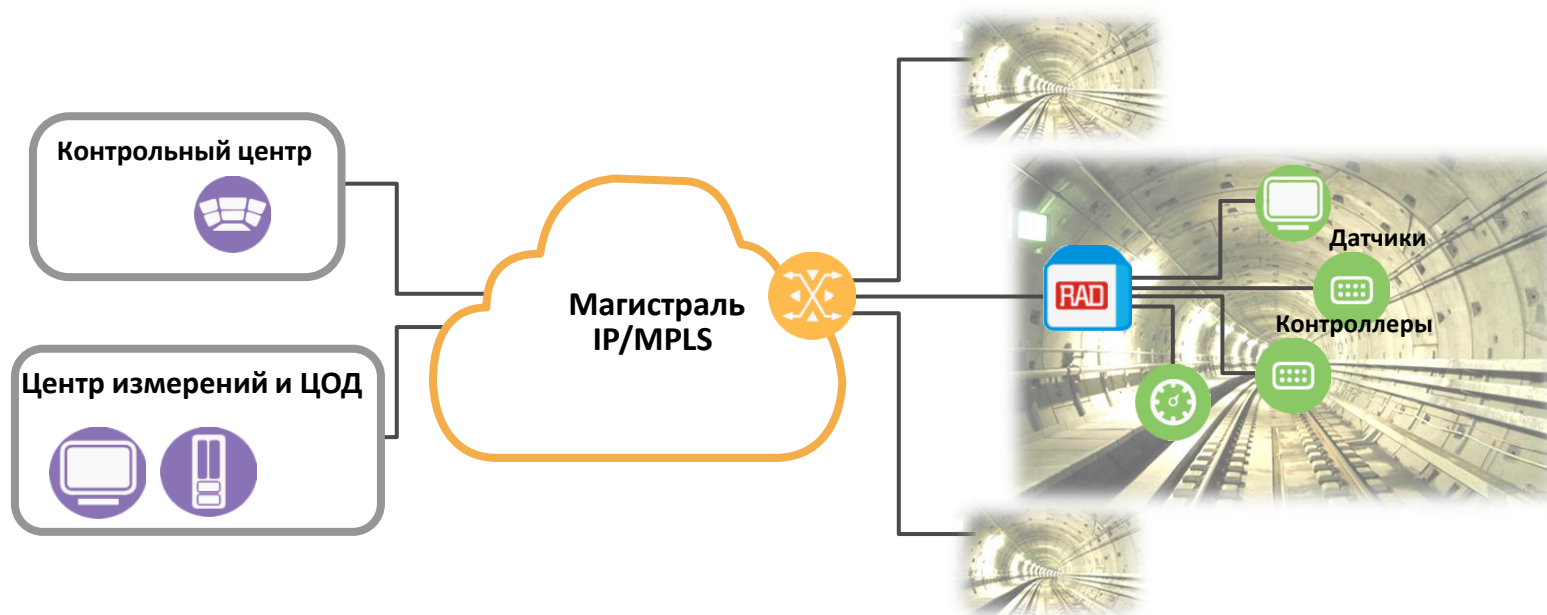 Контрольный центр
Центр измерений и ЦОД
Магистраль
IP/MPLS
RAD
Датчики
Контроллеры